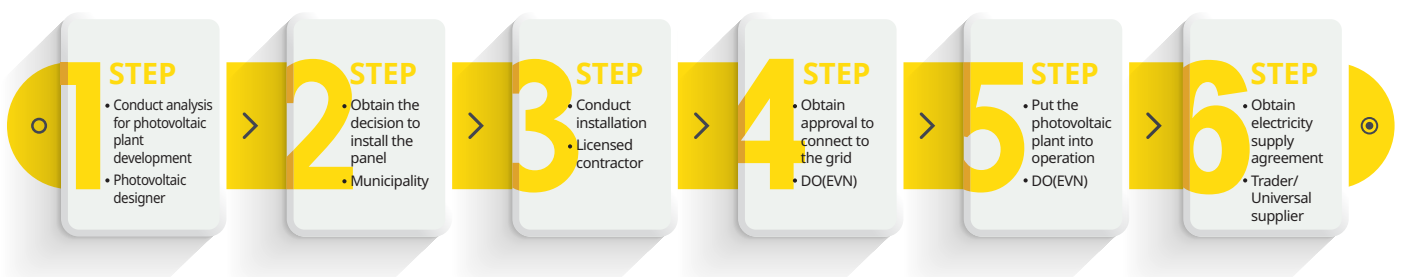 1 STEP
• Conduct analysis
for photovoltaic
plant
development
• Photovoltaic
designer
2 STEP
• Obtain the
decision to
install the
panel
• Municipality
3 STEP
• Conduct
installation
• Licensed
contractor
4 STEP
• Obtain
approval to
connect to
the grid
• DO(EVN)
5 STEP
• Put the
photovoltaic
plant into
operation
• DO(EVN)
6 STEP
• Obtain
electricity
supply
agreement
• Trader/
Universal
supplier